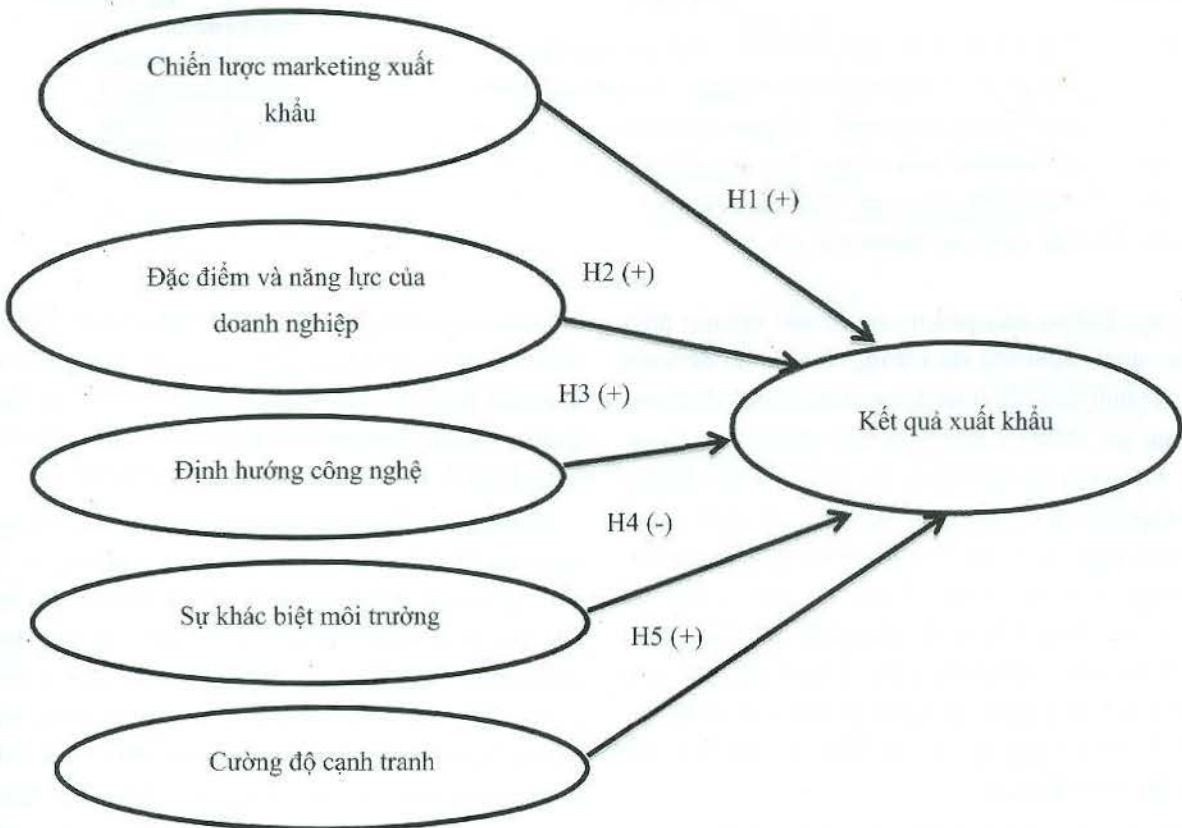 Chiến lược marketing xuất
khẩu
H1 (+)
Đặc điểm và năng lực của
doanh nghiệp
H2 (+)
H3 (+)
Kết quả xuất khẩu
Định hướng công nghệ
H4 (-)
Sự khác biệt môi trường
H5 (+)
Cường độ cạnh tranh